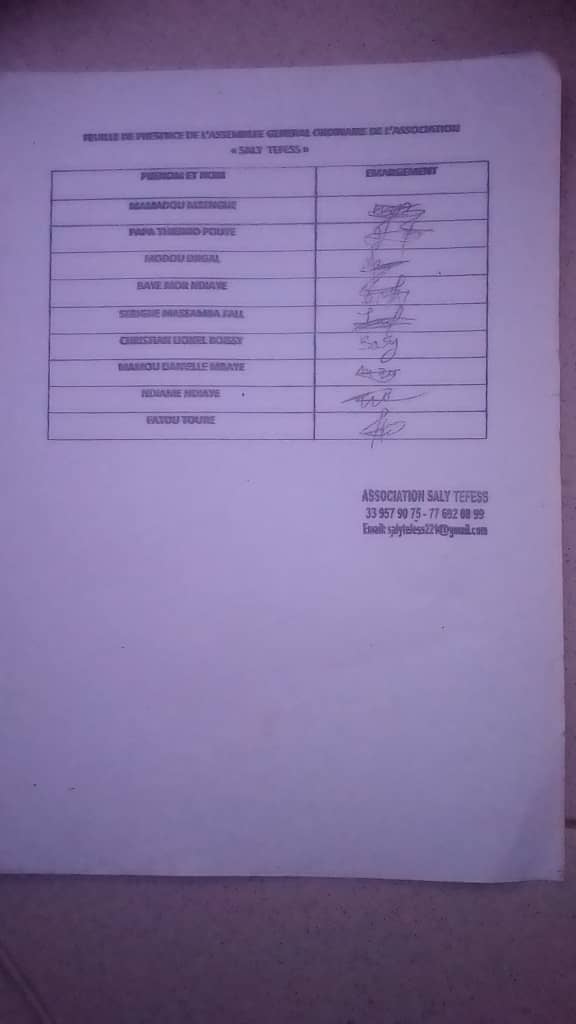 FEUILLE DE PRESENCE DE L'ASSEMBLEE GENERAL ORDINAIRE DE L'ASSOCIATION
« SALY TEFESS »
PRENOM ET NOM EMARGEMENT
MAMADOU MBENGUE
PAPA THIERNO POUYE
MODOU DIAGAL
BAYE MOR NDIAYE
SERIGNE MASSAMBA FALL
CHRISTIAN LIONEL BOISSY
MAMOU DANIELLE MBAYE
NDIAME NDIAYE
FATOU TOURE
ASSOCIATION SALY TEFESS
33 957 90 75 - 77 692 08 99
Email: salytefess221@gmail.com